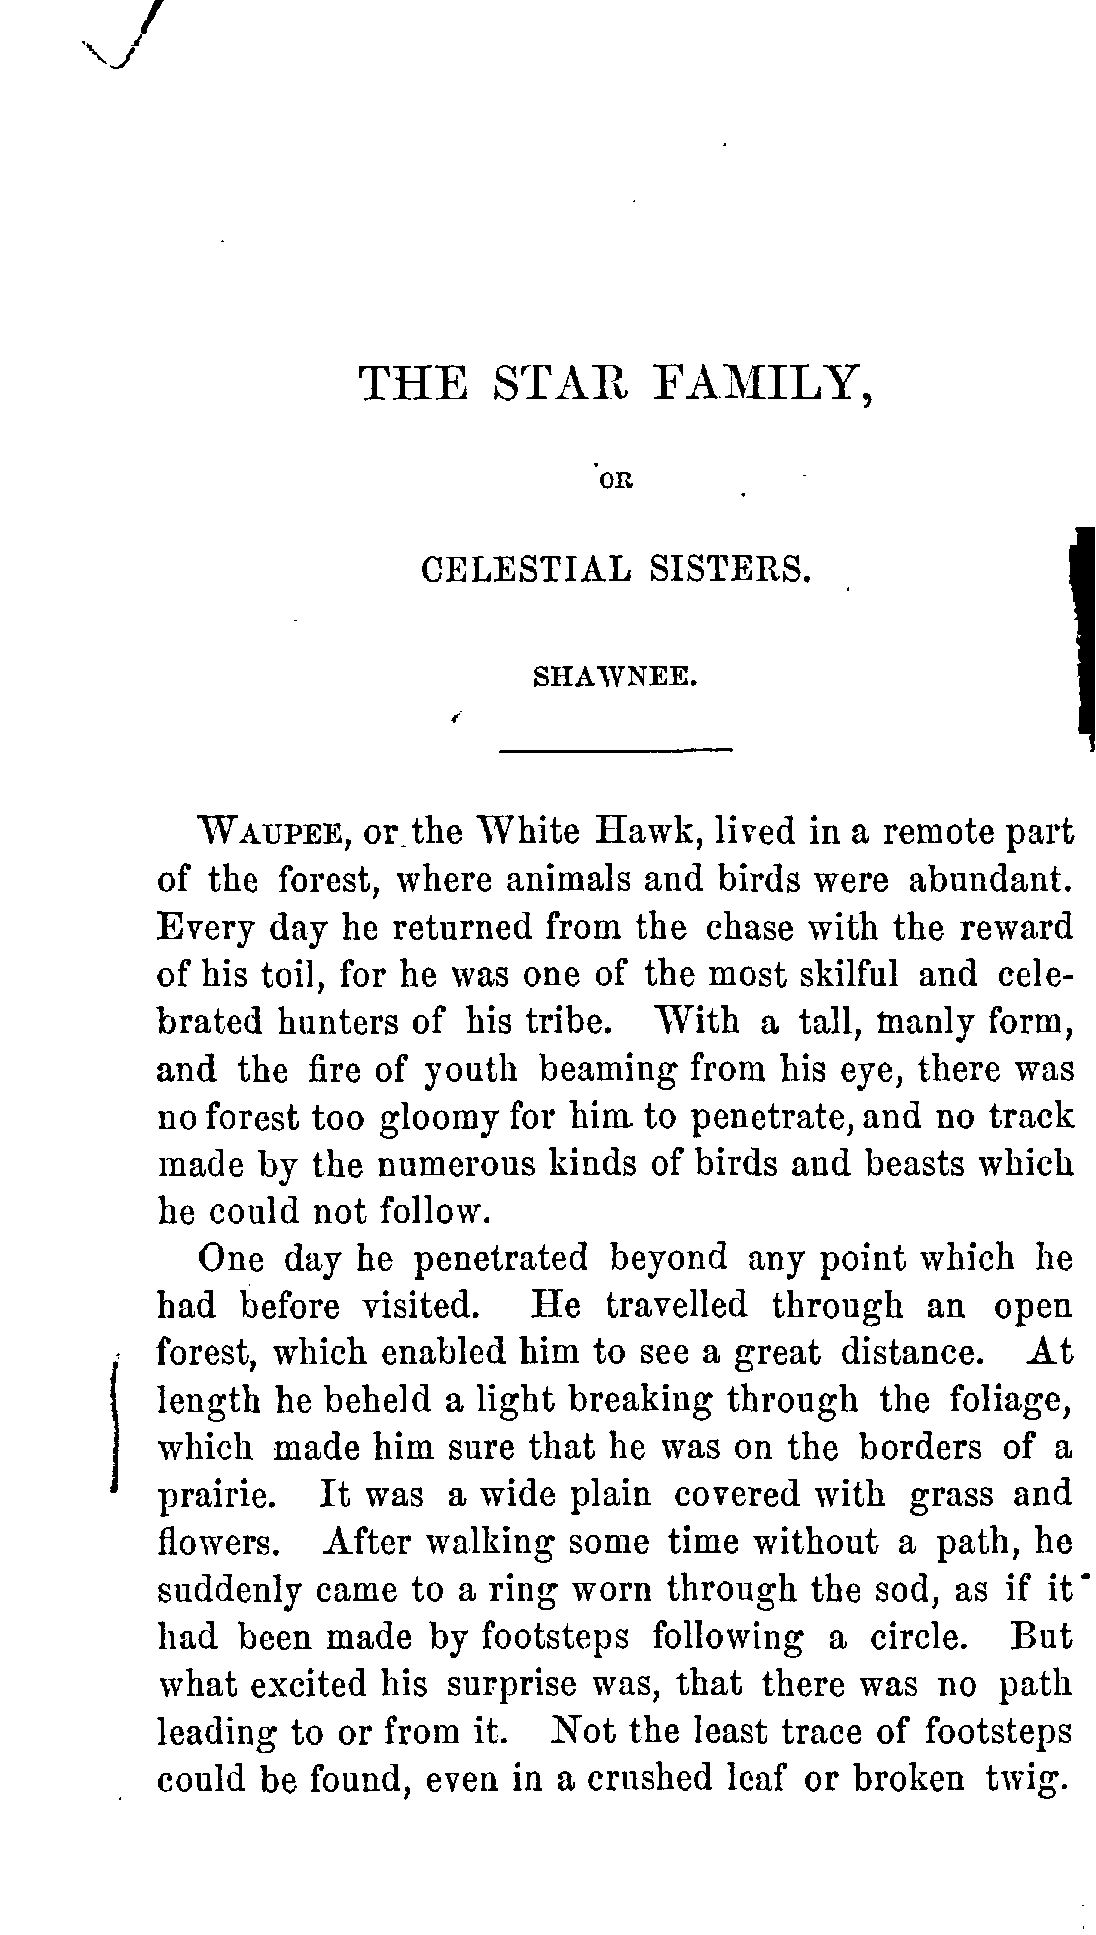 THE STAR FAMILY,
OR
CELESTIAL SISTERS.
SHAWNEE.
WAUPEE, or the White Hawk, lived in a remote part
of the forest, where animals and birds were abundant.
Every day he returned from the chase with the reward
of his toil, for he was one of the most skilful and cele-
brated hunters of his tribe. With a tall, manly form,
and the fire of youth beaming from his eye, there was
no forest too gloomy for him to penetrate, and no track
made by the numerous kinds of birds and beasts which
he could not follow.
One day he penetrated beyond any point which he
had before visited. He travelled through an open
forest, which enabled him to see a great distance. At
length he beheld a light breaking through the foliage,
which made him sure that he was on the borders of a
prairie. It was a wide plain covered with grass and
flowers. After walking some time without a path, he
suddenly came to a ring worn through the sod, as if it
had been made by footsteps following a circle. But
what excited his surprise was, that there was no path
leading to or from it. Not the least trace of footsteps
could be found, even in a crushed leaf or broken twig.